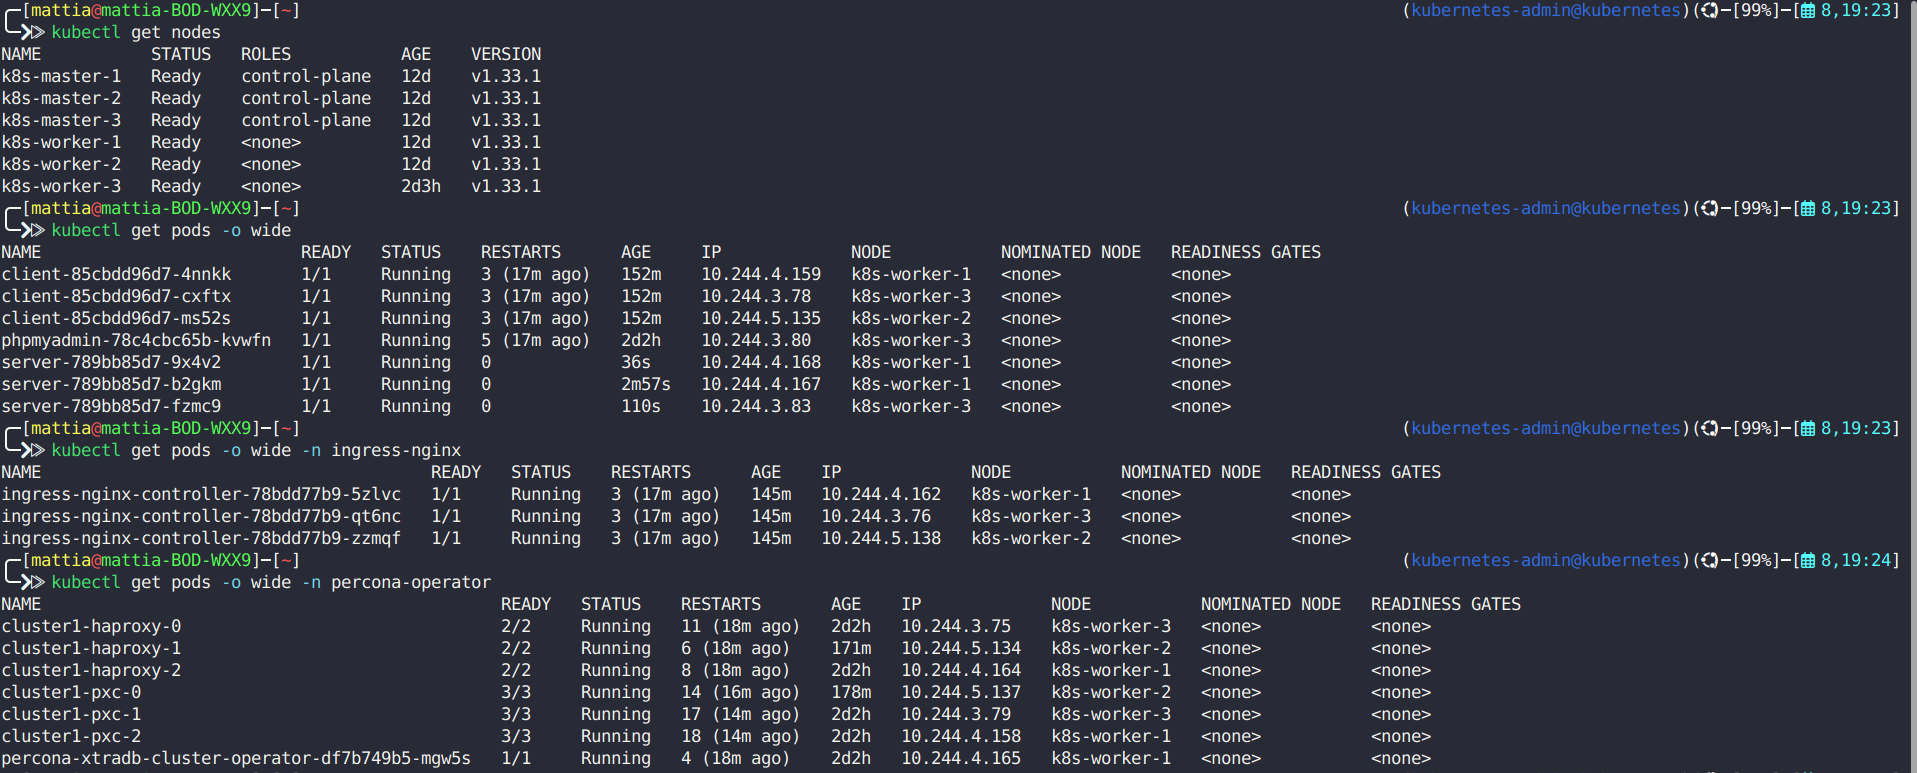 [mattia@mattia-BOD-WXX9]-[~] (kubernetes-admin@kubernetes)(-[99%]-[8,19:23]
kubectl get nodes
NAME STATUS ROLES AGE VERSION
k8s-master-1 Ready control-plane 12d v1.33.1
k8s-master-2 Ready control-plane 12d v1.33.1
k8s-master-3 Ready control-plane 12d v1.33.1
k8s-worker-1 Ready <none> 12d v1.33.1
k8s-worker-2 Ready <none> 12d v1.33.1
k8s-worker-3 Ready <none> 2d3h v1.33.1
[mattia@mattia-BOD-WXX9]-[~] (kubernetes-admin@kubernetes)(-[99%]-[8,19:23]
kubectl get pods -o wide
NAME READY STATUS RESTARTS AGE IP NODE NOMINATED NODE READINESS GATES
client-85cbdd96d7-4nnkk 1/1 Running 3 (17m ago) 152m 10.244.4.159 k8s-worker-1 <none> <none>
client-85cbdd96d7-cxftx 1/1 Running 3 (17m ago) 152m 10.244.3.78 k8s-worker-3 <none> <none>
client-85cbdd96d7-ms52s 1/1 Running 3 (17m ago) 152m 10.244.5.135 k8s-worker-2 <none> <none>
phpmyadmin-78c4cbc65b-kvwfn 1/1 Running 5 (17m ago) 2d2h 10.244.3.80 k8s-worker-3 <none> <none>
server-789bb85d7-9x4v2 1/1 Running 0 36s 10.244.4.168 k8s-worker-1 <none> <none>
server-789bb85d7-b2gkm 1/1 Running 0 2m57s 10.244.4.167 k8s-worker-1 <none> <none>
server-789bb85d7-fzmc9 1/1 Running 0 110s 10.244.3.83 k8s-worker-3 <none> <none>
[mattia@mattia-BOD-WXX9]-[~] (kubernetes-admin@kubernetes)(-[99%]-[8,19:23]
kubectl get pods -o wide -n ingress-nginx
NAME READY STATUS RESTARTS AGE IP NODE NOMINATED NODE READINESS GATES
ingress-nginx-controller-78bdd77b9-5zlvc 1/1 Running 3 (17m ago) 145m 10.244.4.162 k8s-worker-1 <none> <none>
ingress-nginx-controller-78bdd77b9-qt6nc 1/1 Running 3 (17m ago) 145m 10.244.3.76 k8s-worker-3 <none> <none>
ingress-nginx-controller-78bdd77b9-zzmqf 1/1 Running 3 (17m ago) 145m 10.244.5.138 k8s-worker-2 <none> <none>
[mattia@mattia-BOD-WXX9]-[~] (kubernetes-admin@kubernetes)(-[99%]-[8,19:24]
kubectl get pods -o wide -n percona-operator
NAME READY STATUS RESTARTS AGE IP NODE NOMINATED NODE READINESS GATES
cluster1-haproxy-0 2/2 Running 11 (18m ago) 2d2h 10.244.3.75 k8s-worker-3 <none> <none>
cluster1-haproxy-1 2/2 Running 6 (18m ago) 171m 10.244.5.134 k8s-worker-2 <none> <none>
cluster1-haproxy-2 2/2 Running 8 (18m ago) 2d2h 10.244.4.164 k8s-worker-1 <none> <none>
cluster1-pxc-0 3/3 Running 14 (16m ago) 178m 10.244.5.137 k8s-worker-2 <none> <none>
cluster1-pxc-1 3/3 Running 17 (14m ago) 2d2h 10.244.3.79 k8s-worker-3 <none> <none>
cluster1-pxc-2 3/3 Running 18 (14m ago) 2d2h 10.244.4.158 k8s-worker-1 <none> <none>
percona-xtradb-cluster-operator-df7b749b5-mgw5s 1/1 Running 4 (18m ago) 2d2h 10.244.4.165 k8s-worker-1 <none> <none>